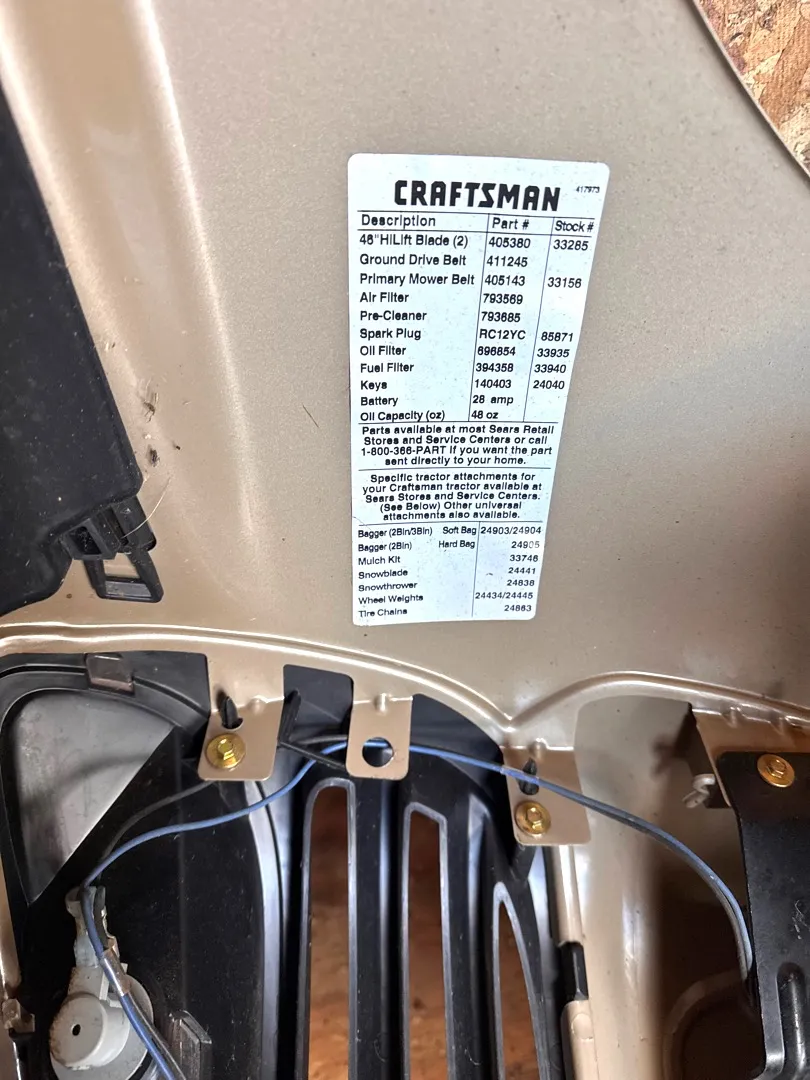 CRAFTSMAN 417973
Description Part # Stock #
48"HiLift Blade (2) 405380 33265
Ground Drive Belt 411245
Primary Mower Belt 405143 33156
Air Filter 793569
Pre-Cleaner 793685
Spark Plug RC12YC 85871
Oil Filter 696854 33935
Fuel Filter 394358 33940
Keys 140403 24040
Battery 28 amp
Oil Capacity (oz) 48 oz
Parts available at most Sears Retail
Stores and Service Centers or call
1-800-366-PART if you want the part
sent directly to your home.
Specific tractor attachments for
your Craftsman tractor available at
Sears Stores and Service Centers.
(See Below) Other universal
attachments also available.
Bagger (2Bin/3Bin) Soft Bag 24903/24904
Bagger (2Bin) Hard Bag 24905
Mulch Kit 33746
Snowblade 24441
Snowthrower 24838
Wheel Weights 24434/24445
Tire Chains 24863